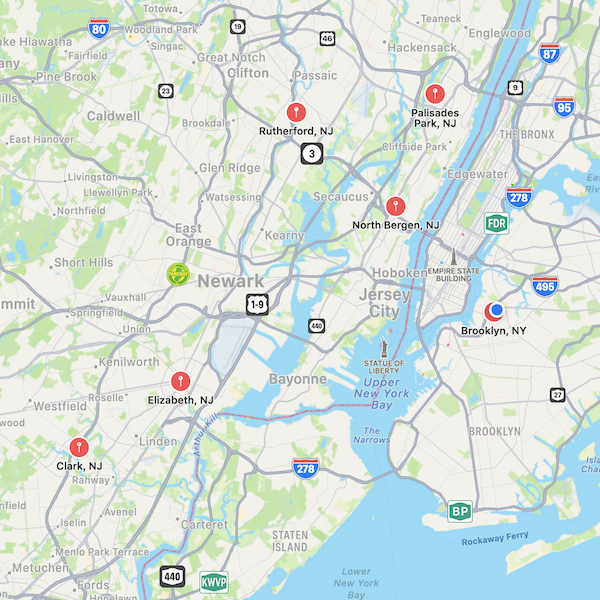 Totowa
Teaneck
80
Woodland Park
19
46
Englewood
ke Hiawatha
Singac
Hackensack
87
Fairfield
Great Notch
any
Pine Brook
Clifton
Passaic
23
9
95
Hills
Caldwell
Palisades
Park, NJ
Brookdale
Rutherford, NJ
THE BRONX
East Hanover
Cliffside Park
3
Glen Ridge
Edgewater
Livingston
Llewellyn Park
Watsessing
Secaucus
278
Northfield
North Bergen, NJ
FDR
East
Orange
Kearny
Short Hills
Newark
Hoboken
EMPIRE STATE
BUILDING
495
mmit
Vauxhall
1-9
Jersey
City
Springfield
Union
440
Brooklyn, NY
Kenilworth
STATUE OF
LIBERTY
Bayonne
Upper
New York
Bay
27
Roselle
Elizabeth, NJ
Westfield
Arthur Kill
wood
Linden
The
Narrows
BROOKLYN
Clark, NJ
278
Rahway
nfield
Avenel
BP
Iselin
Carteret
STATEN
ISLAND
Rockaway Ferry
Menlo Park Terrace
Metuchen
440
KWVP
Lower
New York
Bay
Fords